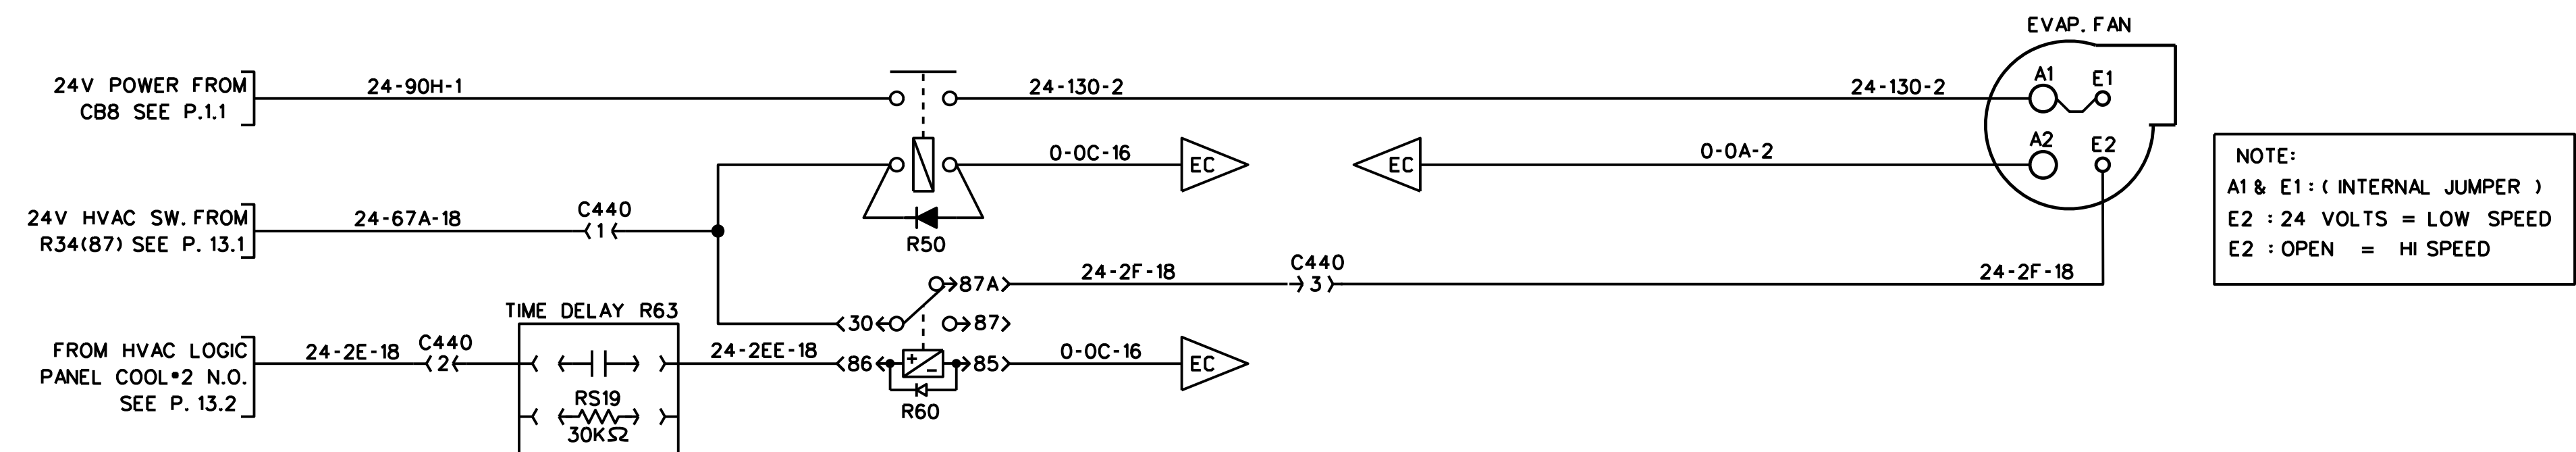 EVAP. FAN
24V POWER FROM
CB8 SEE P.1.1
24-90H-1
24-130-2
24-130-2
A1
E1
A2
E2
0-0C-16
EC
EC
0-0A-2
NOTE:
A1 & E1 : ( INTERNAL JUMPER )
E2 : 24 VOLTS = LOW SPEED
E2 : OPEN = HI SPEED
24V HVAC SW. FROM
R34(87) SEE P. 13.1
24-67A-18
C440
1
R50
87A
24-2F-18
C440
3
24-2F-18
TIME DELAY R63
30
87
FROM HVAC LOGIC
PANEL COOL#2 N.O.
SEE P. 13.2
24-2E-18
C440
2
24-2EE-18
86
+
-
85
0-0C-16
EC
R60
RS19
30KΩ